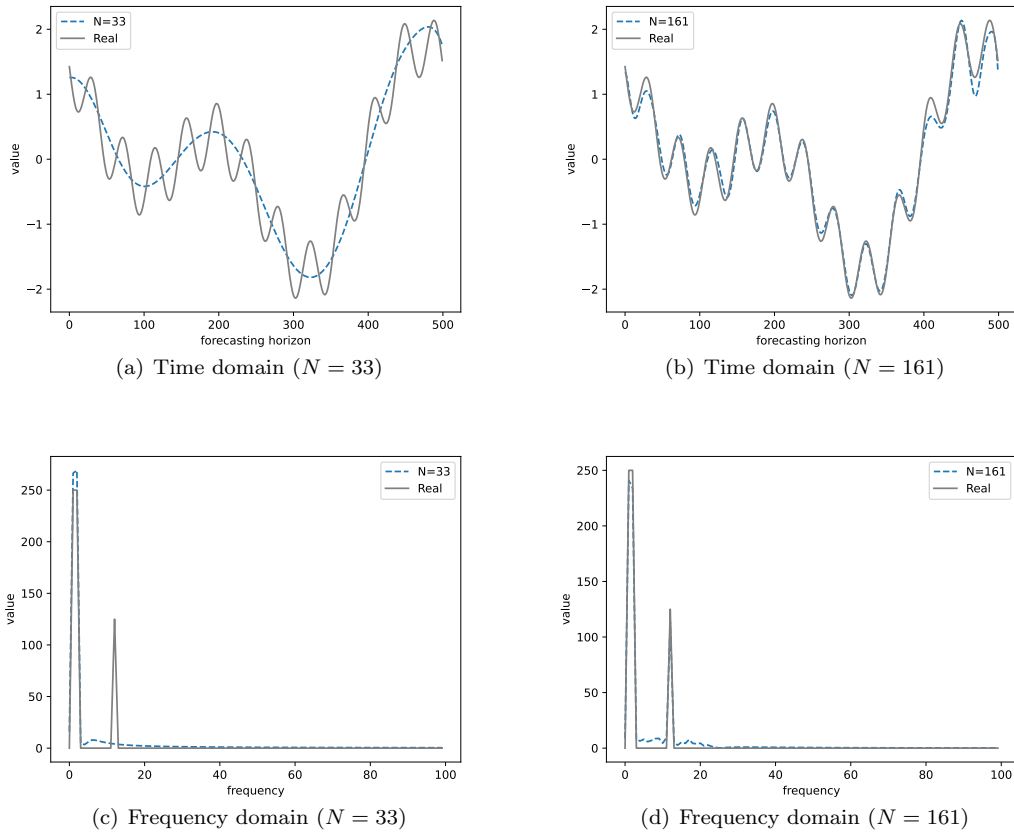 N=33
Real
2
1
0
−1
−2
value
0 100 200 300 400 500
forecasting horizon
(a) Time domain (N = 33)
N=161
Real
2
1
0
−1
−2
value
0 100 200 300 400 500
forecasting horizon
(b) Time domain (N = 161)
N=33
Real
250
200
150
100
50
0
value
0 20 40 60 80 100
frequency
(c) Frequency domain (N = 33)
N=161
Real
250
200
150
100
50
0
value
0 20 40 60 80 100
frequency
(d) Frequency domain (N = 161)